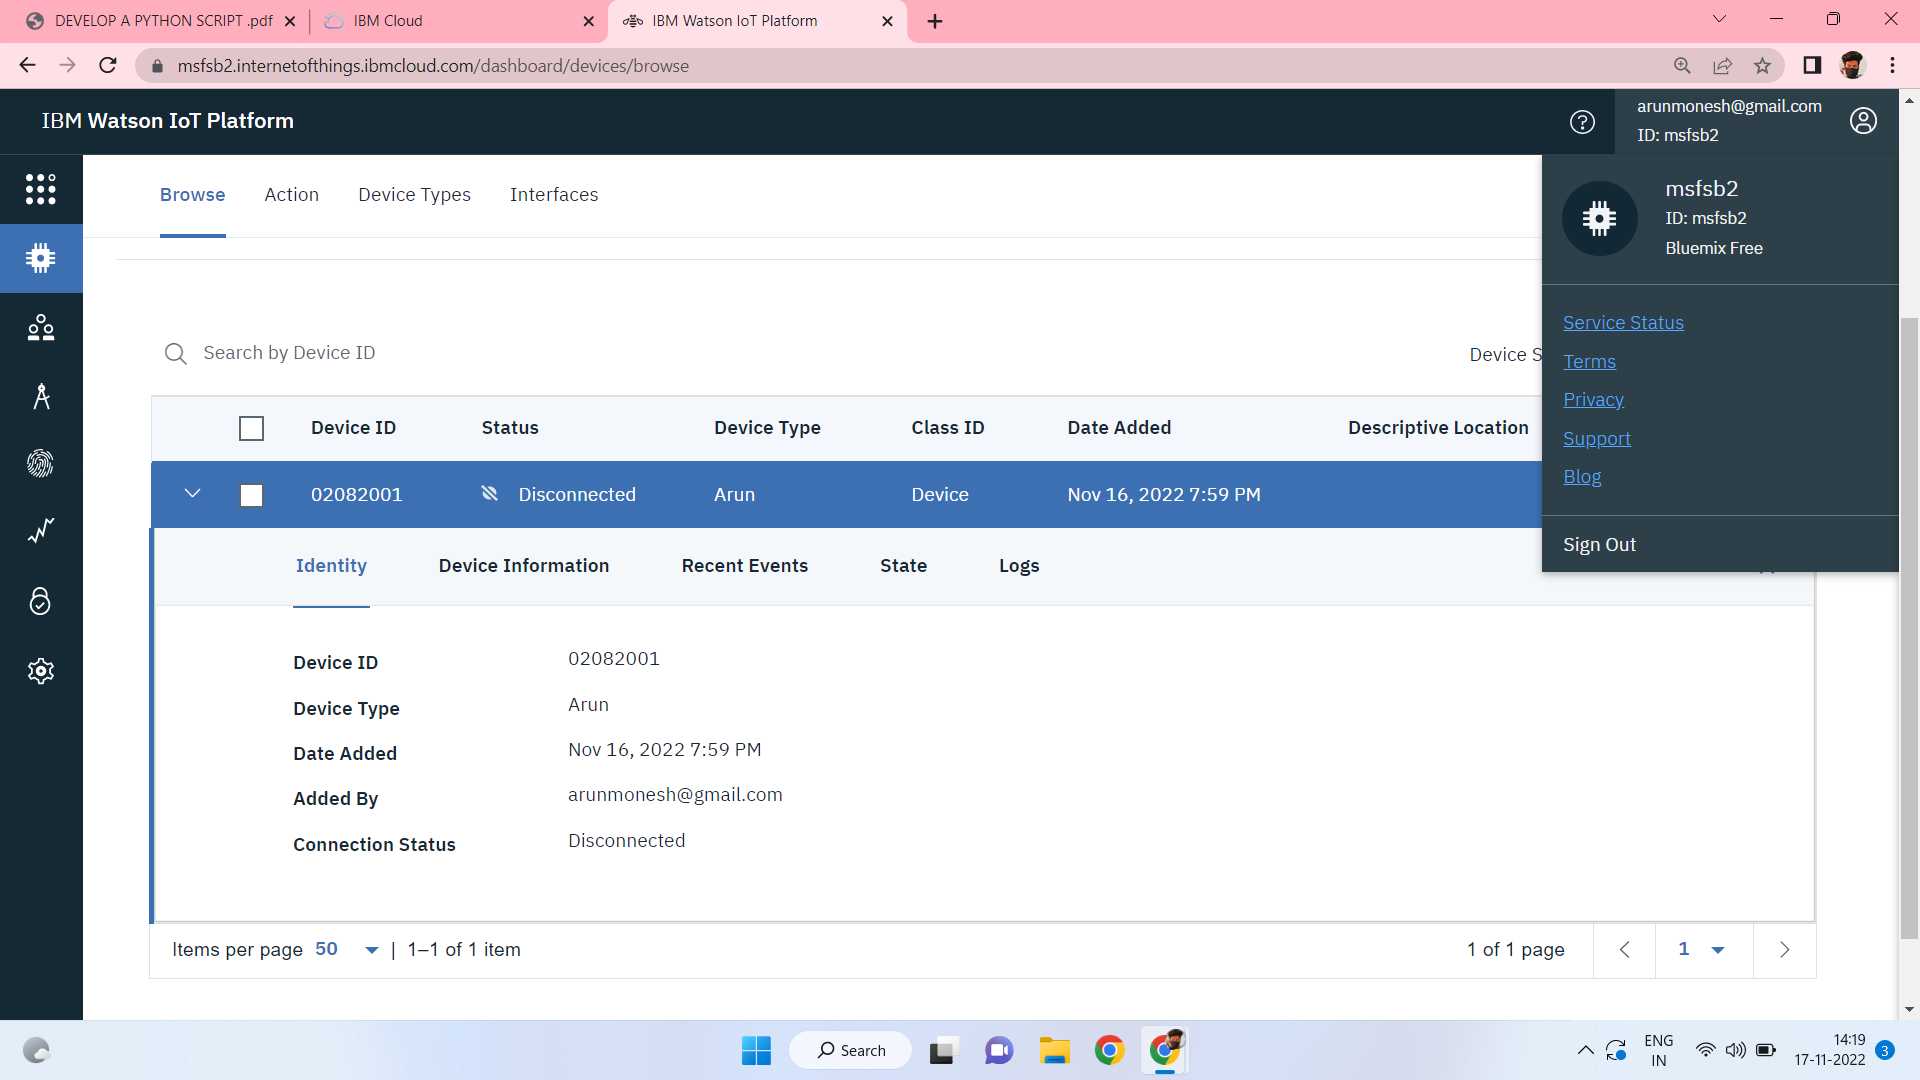 DEVELOP A PYTHON SCRIPT .pdf
IBM Cloud
IBM Watson IoT Platform
msfsb2.internetofthings.ibmcloud.com/dashboard/devices/browse
IBM Watson IoT Platform
arunmonesh@gmail.com
ID: msfsb2
Browse Action Device Types Interfaces
msfsb2
ID: msfsb2
Bluemix Free
Service Status
Terms
Privacy
Support
Blog
Sign Out
Search by Device ID
Device S
Device ID Status Device Type Class ID Date Added Descriptive Location
02082001 Disconnected Arun Device Nov 16, 2022 7:59 PM
Identity Device Information Recent Events State Logs
Device ID 02082001
Device Type Arun
Date Added Nov 16, 2022 7:59 PM
Added By arunmonesh@gmail.com
Connection Status Disconnected
Items per page 50 | 1–1 of 1 item
1 of 1 page 1
Search
ENG
IN
14:19
17-11-2022
3